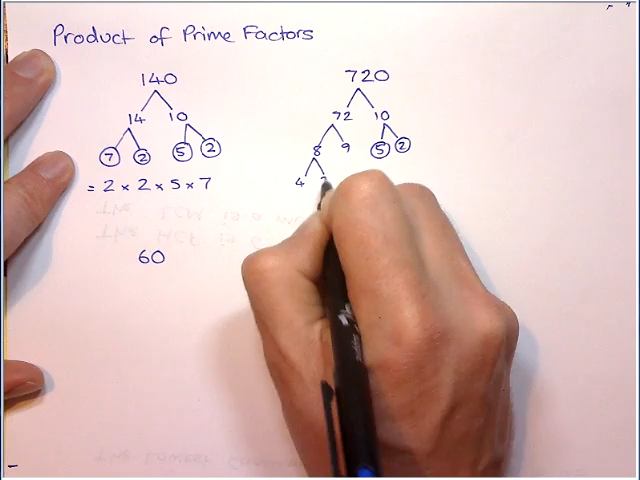 Product of Prime Factors
140
14 10
7 2 5 2
= 2 × 2 × 5 × 7
60
720
72 10
8 9 5 2
4